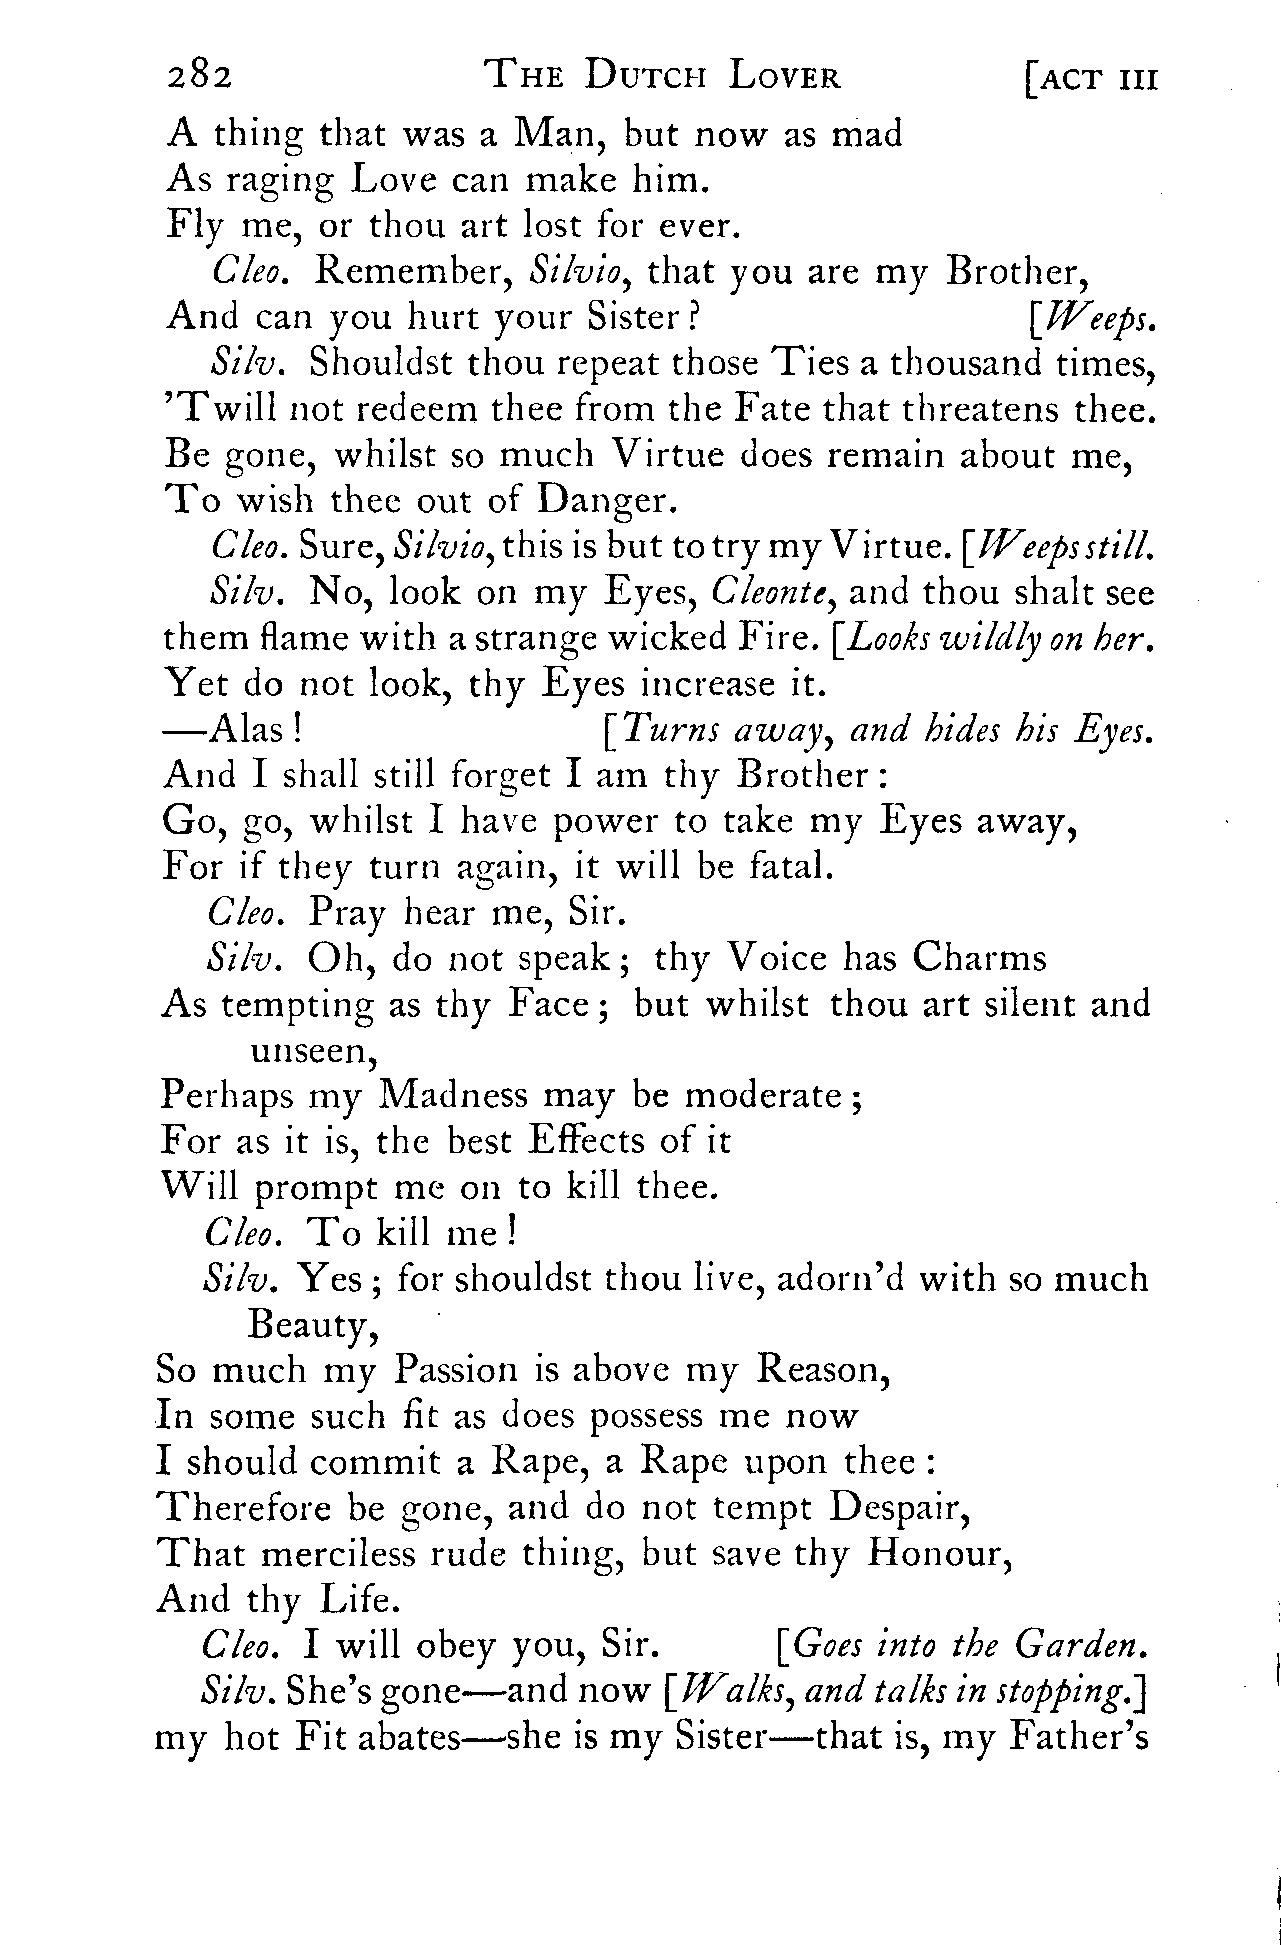 282 THE DUTCH LOVER [ACT III
A thing that was a Man, but now as mad
As raging Love can make him.
Fly me, or thou art lost for ever.
Cleo. Remember, Silvio, that you are my Brother,
And can you hurt your Sister? [Weeps.
Silv. Shouldst thou repeat those Ties a thousand times,
'Twill not redeem thee from the Fate that threatens thee.
Be gone, whilst so much Virtue does remain about me,
To wish thee out of Danger.
Cleo. Sure, Silvio, this is but to try my Virtue. [Weeps still.
Silv. No, look on my Eyes, Cleonte, and thou shalt see
them flame with a strange wicked Fire. [Looks wildly on her.
Yet do not look, thy Eyes increase it.
—Alas! [Turns away, and hides his Eyes.
And I shall still forget I am thy Brother:
Go, go, whilst I have power to take my Eyes away,
For if they turn again, it will be fatal.
Cleo. Pray hear me, Sir.
Silv. Oh, do not speak; thy Voice has Charms
As tempting as thy Face; but whilst thou art silent and
unseen,
Perhaps my Madness may be moderate;
For as it is, the best Effects of it
Will prompt me on to kill thee.
Cleo. To kill me!
Silv. Yes; for shouldst thou live, adorn'd with so much
Beauty,
So much my Passion is above my Reason,
In some such fit as does possess me now
I should commit a Rape, a Rape upon thee:
Therefore be gone, and do not tempt Despair,
That merciless rude thing, but save thy Honour,
And thy Life.
Cleo. I will obey you, Sir. [Goes into the Garden.
Silv. She's gone—and now [Walks, and talks in stopping.]
my hot Fit abates—she is my Sister—that is, my Father's